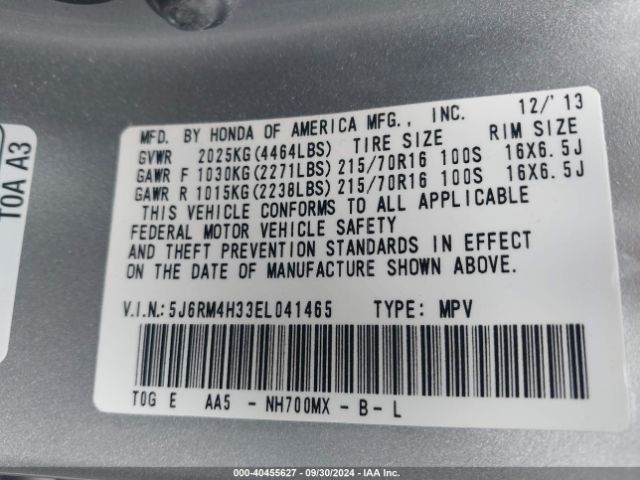 MFD. BY HONDA OF AMERICA MFG., INC. 12/'13
GVWR 2025KG(4464LBS) TIRE SIZE RIM SIZE
GAWR F 1030KG(2271LBS) 215/70R16 100S 16X6.5J
GAWR R 1015KG(2238LBS) 215/70R16 100S 16X6.5J
THIS VEHICLE CONFORMS TO ALL APPLICABLE
FEDERAL MOTOR VEHICLE SAFETY
AND THEFT PREVENTION STANDARDS IN EFFECT
ON THE DATE OF MANUFACTURE SHOWN ABOVE.
V.I.N.: 5J6RM4H33EL041465 TYPE: MPV
T0G E AA5 - NH700MX - B - L
T0A A3
000-40455627 - 09/30/2024 - IAA Inc.